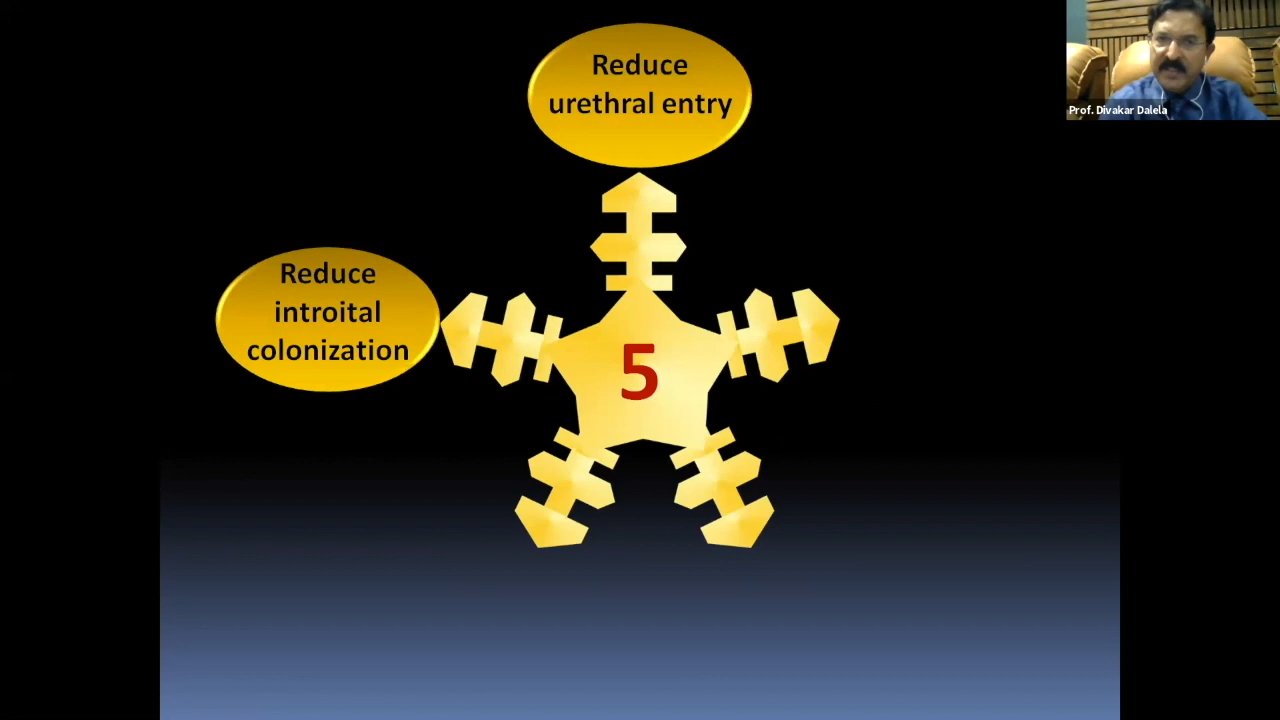 Reduce
urethral entry
Prof. Divakar Dalela
Reduce
introital
colonization
5